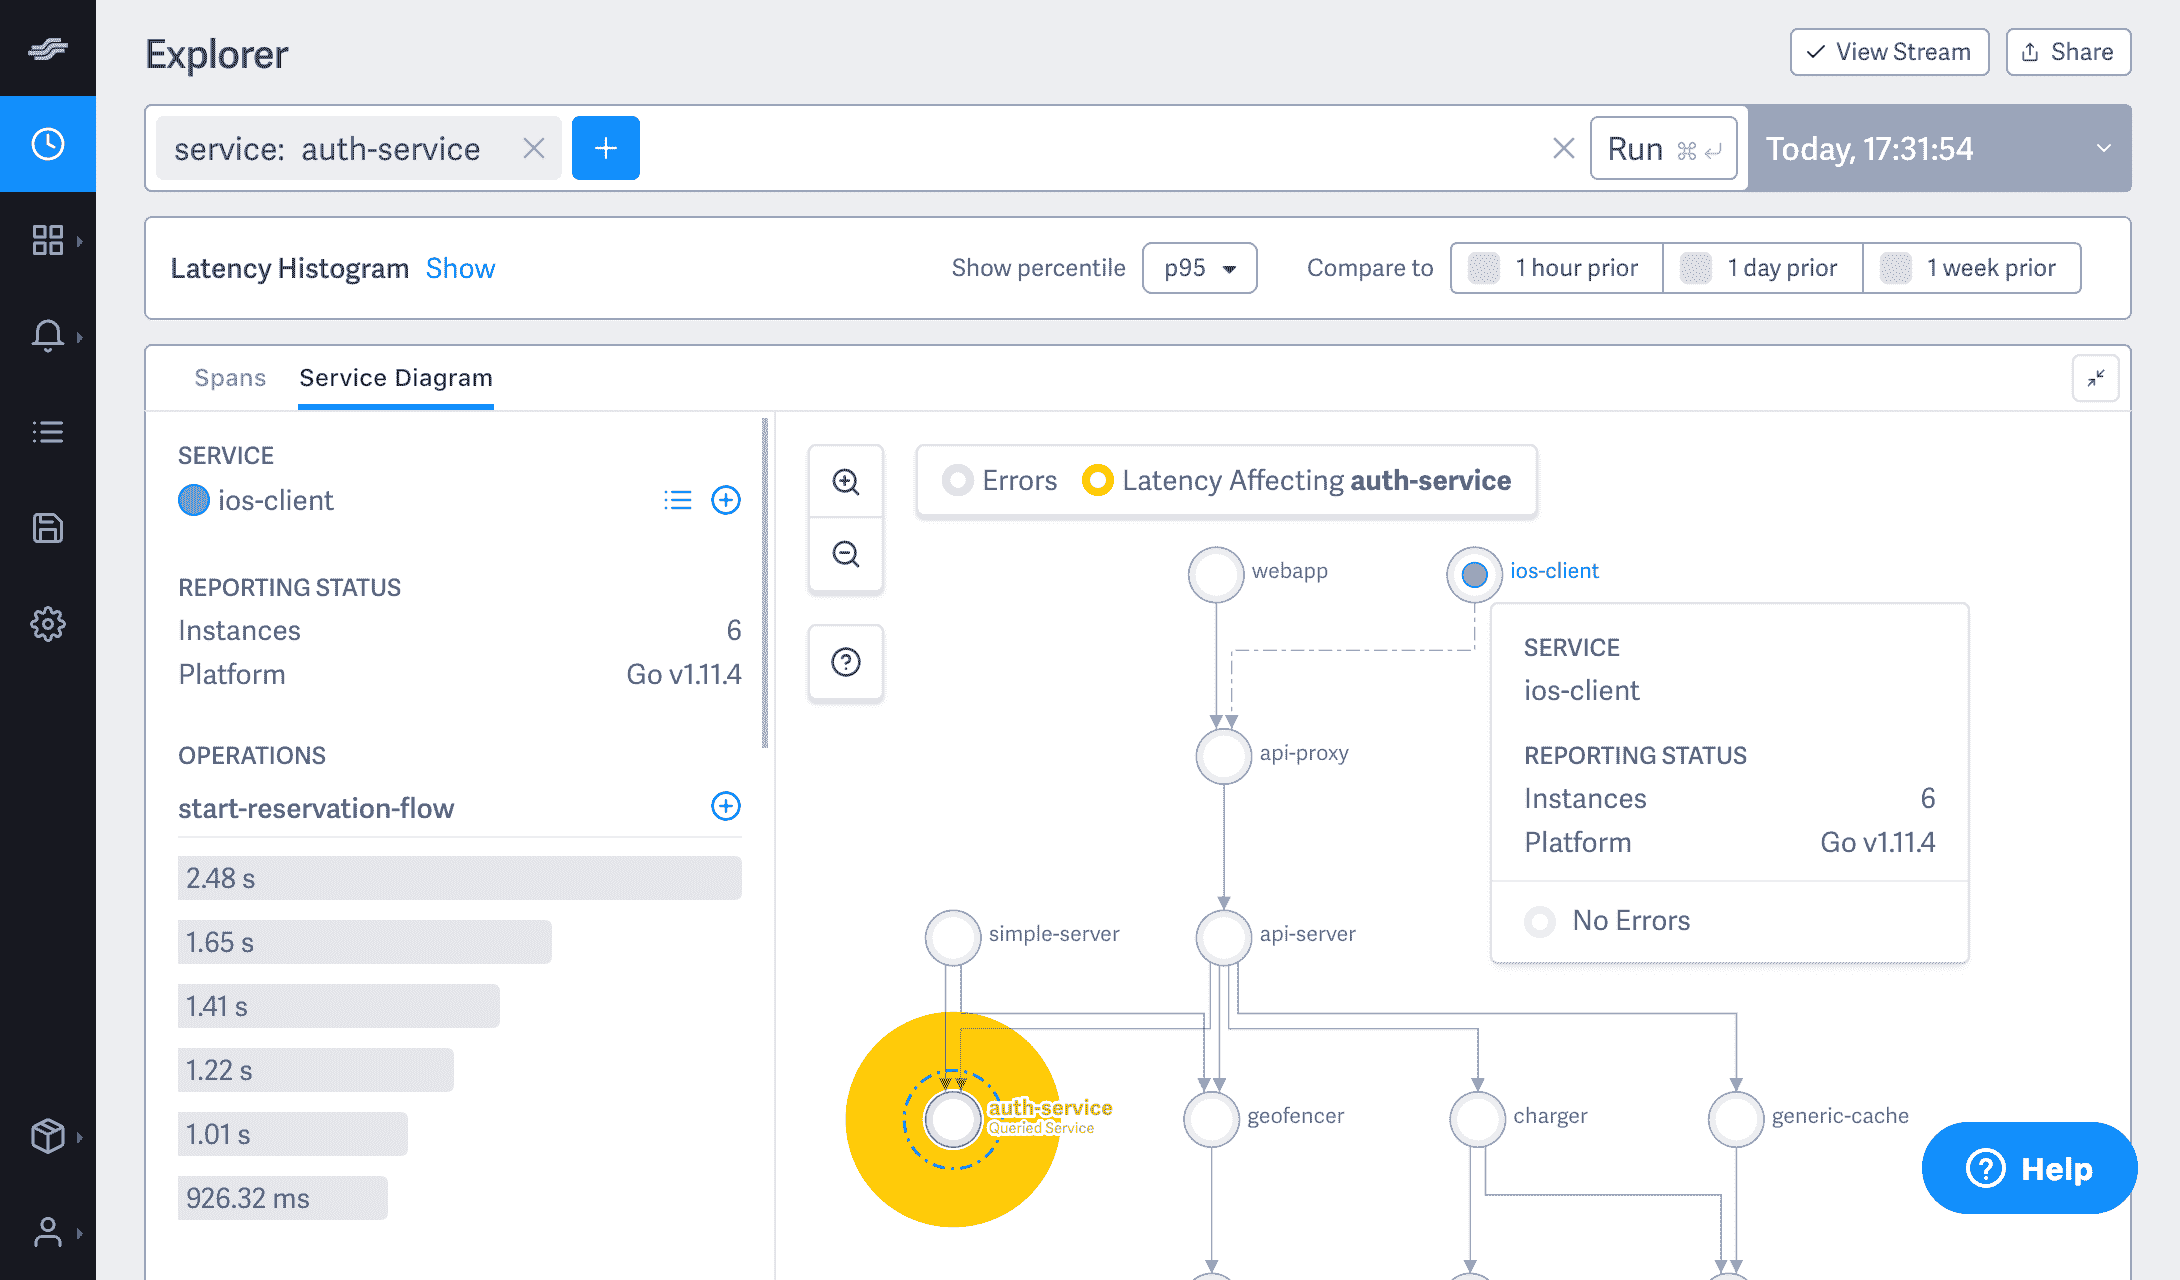 Explorer
View Stream
Share
service: auth-service
Run
Today, 17:31:54
Latency Histogram Show
Show percentile
p95
Compare to
1 hour prior
1 day prior
1 week prior
Spans
Service Diagram
SERVICE
ios-client
REPORTING STATUS
Instances 6
Platform Go v1.11.4
OPERATIONS
start-reservation-flow
2.48 s
1.65 s
1.41 s
1.22 s
1.01 s
926.32 ms
Errors
Latency Affecting auth-service
webapp
ios-client
SERVICE
ios-client
REPORTING STATUS
Instances 6
Platform Go v1.11.4
No Errors
api-proxy
simple-server
api-server
auth-service
Queried Service
geofencer
charger
generic-cache
Help